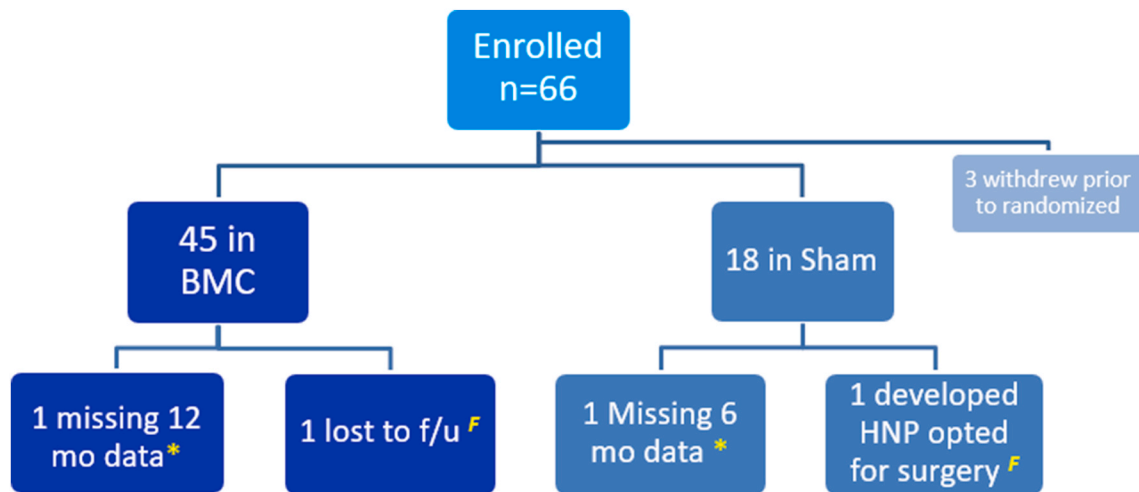 Enrolled
n=66
3 withdrew prior
to randomized
45 in
BMC
18 in Sham
1 missing 12
mo data*
1 lost to f/u F
1 Missing 6
mo data *
1 developed
HNP opted
for surgery F